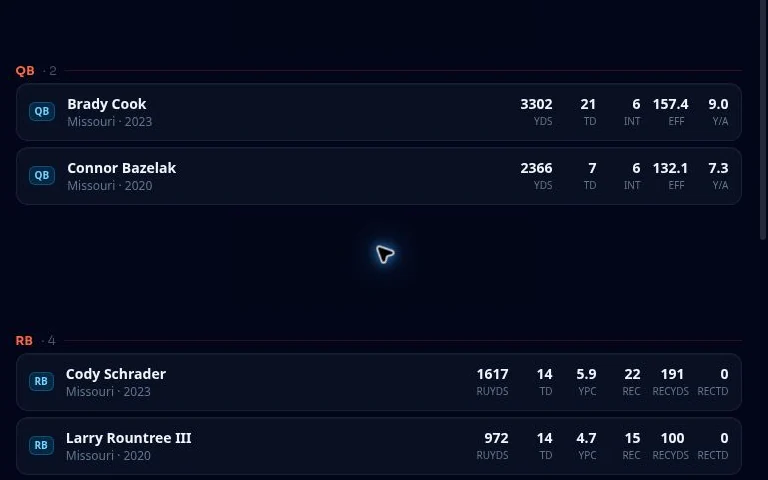 QB · 2
QB Brady Cook 3302 21 6 157.4 9.0
Missouri · 2023 YDS TD INT EFF Y/A
QB Connor Bazelak 2366 7 6 132.1 7.3
Missouri · 2020 YDS TD INT EFF Y/A
RB · 4
RB Cody Schrader 1617 14 5.9 22 191 0
Missouri · 2023 RUYDS TD YPC REC RECYDS RECTD
RB Larry Rountree III 972 14 4.7 15 100 0
Missouri · 2020 RUYDS TD YPC REC RECYDS RECTD